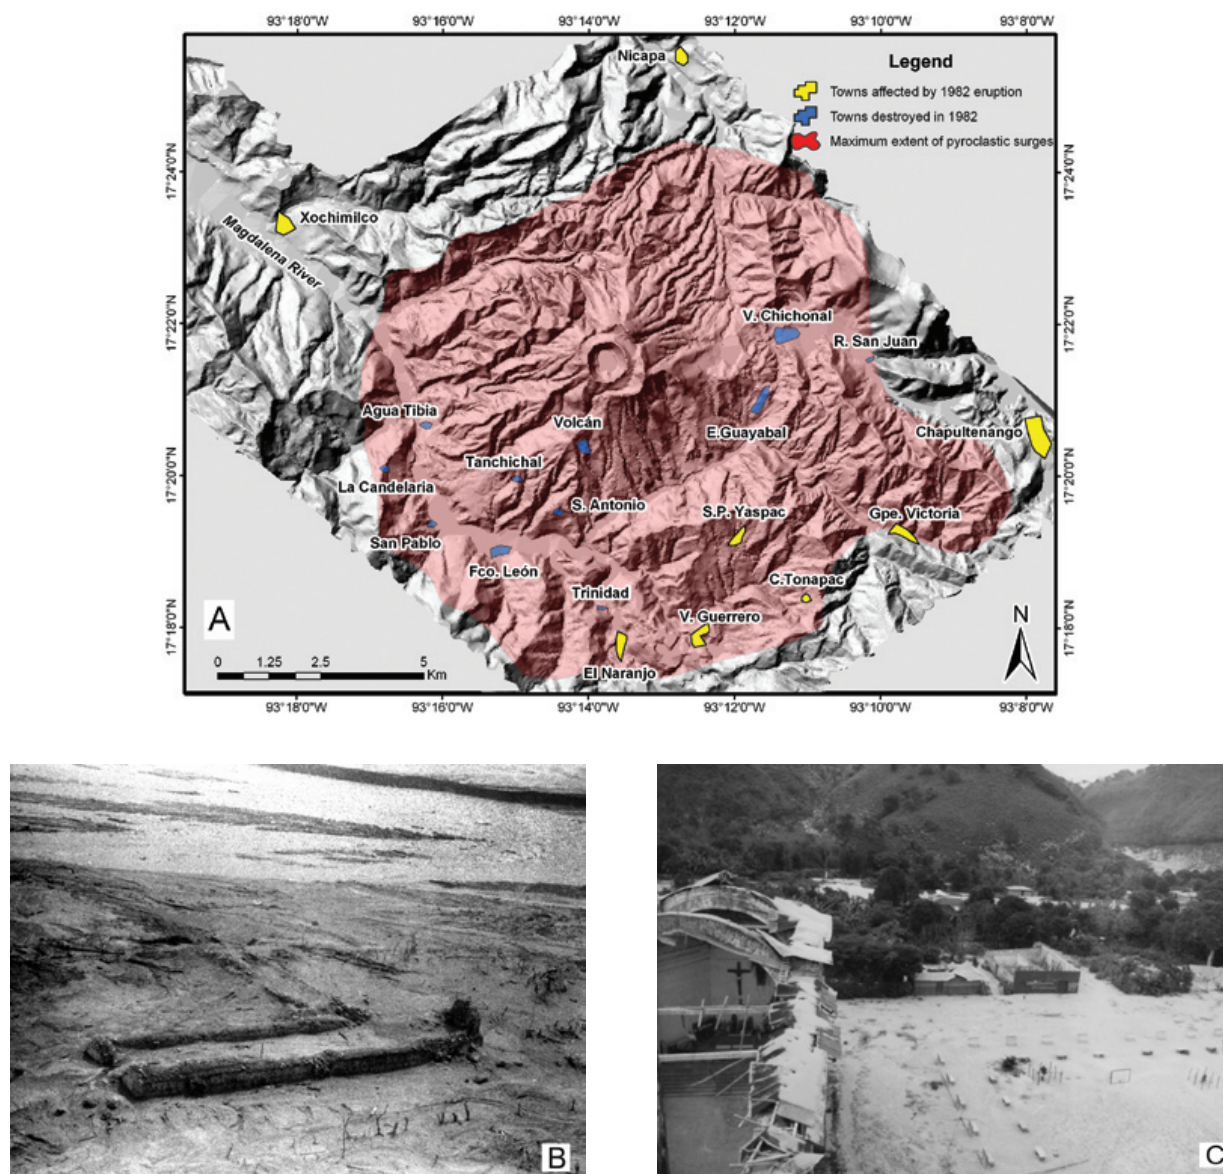 93°18'0"W 93°16'0"W 93°14'0"W 93°12'0"W 93°10'0"W 93°8'0"W
Nicapa
Legend
Towns affected by 1982 eruption
Towns destroyed in 1982
Maximum extent of pyroclastic surges
17°24'0"N 17°24'0"N
Xochimilco
Magdalena River
17°22'0"N 17°22'0"N
V. Chichonal
R. San Juan
Agua Tibia
Volcán
E.Guayabal
Chapultenango
Tanchichal
17°20'0"N 17°20'0"N
La Candelaria
S. Antonio
S.P. Yaspac
Gpe. Victoria
San Pablo
Fco. León
C.Tonapac
Trinidad
A
V. Guerrero
N
17°18'0"N 17°18'0"N
0 1.25 2.5 5
Km
El Naranjo
93°18'0"W 93°16'0"W 93°14'0"W 93°12'0"W 93°10'0"W 93°8'0"W
B
C